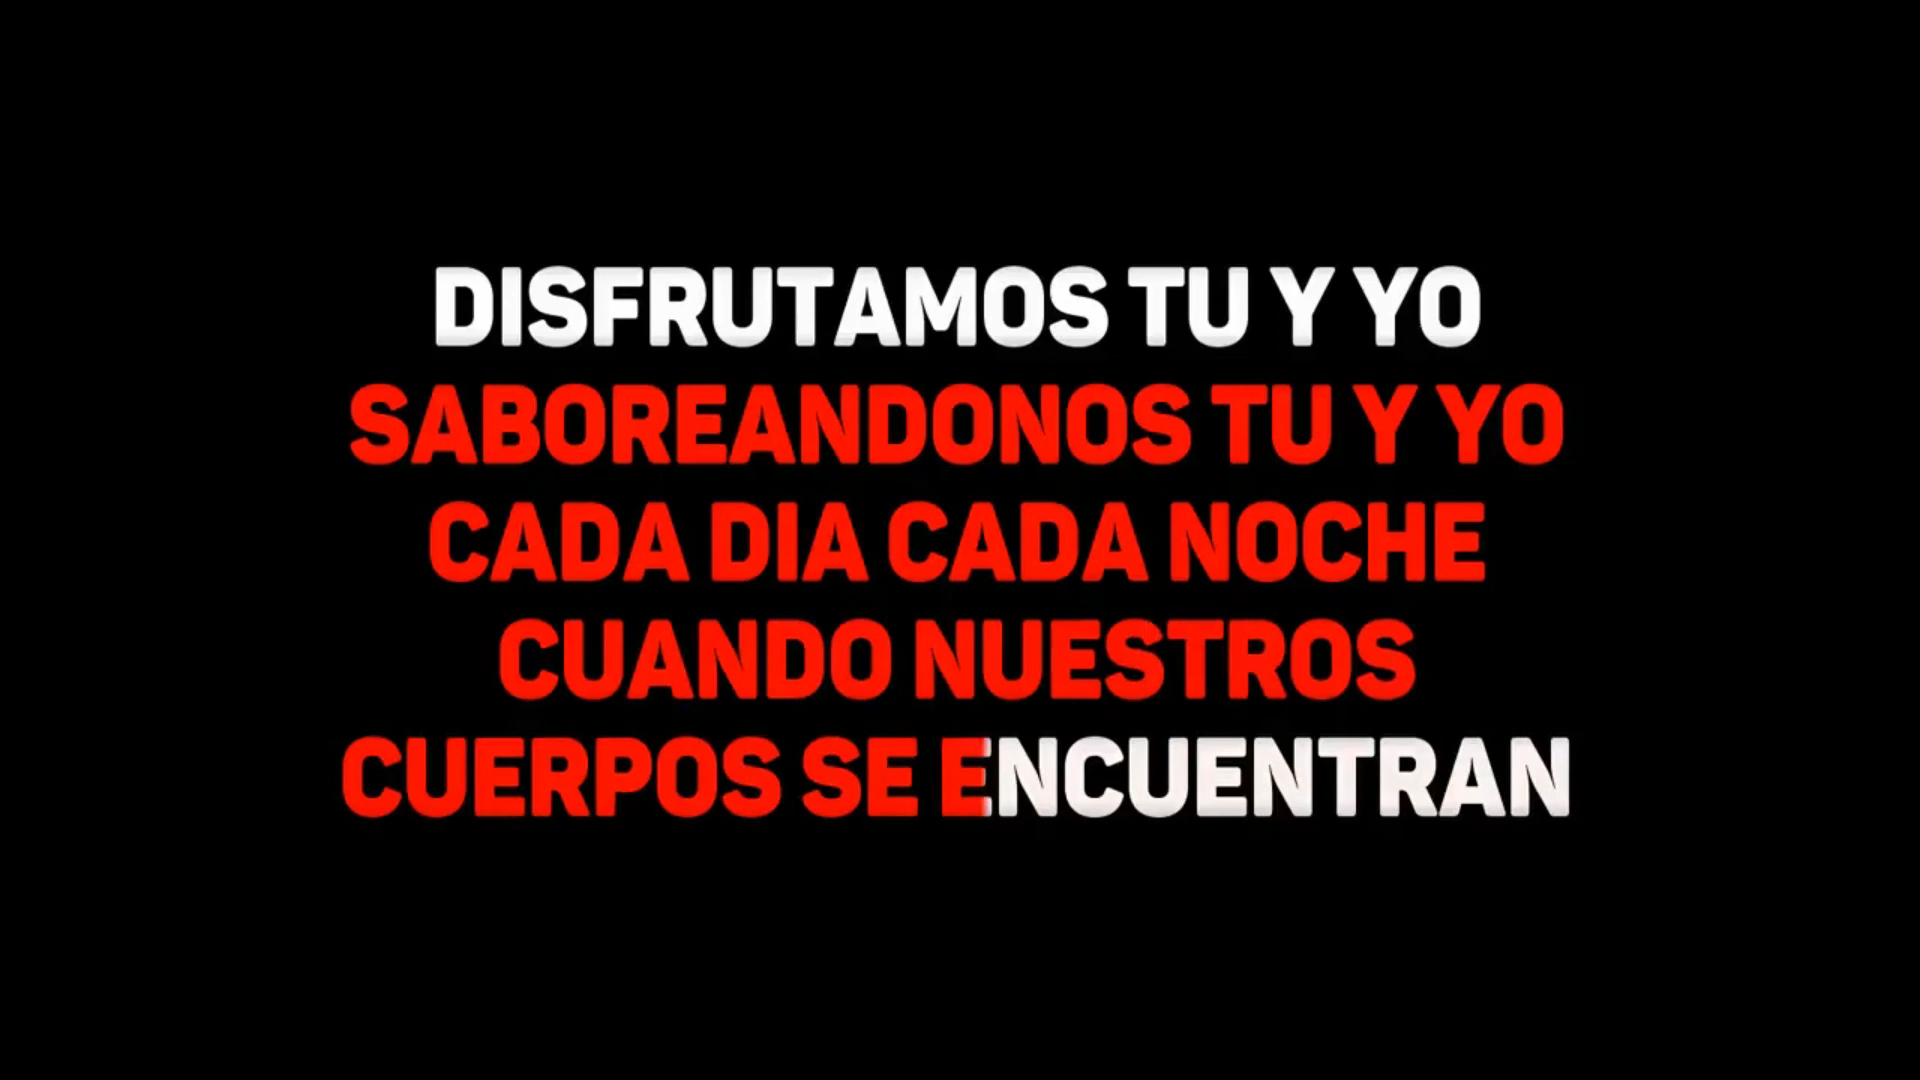 DISFRUTAMOS TU Y YO
SABOREANDONOS TU Y YO
CADA DIA CADA NOCHE
CUANDO NUESTROS
CUERPOS SE ENCUENTRAN